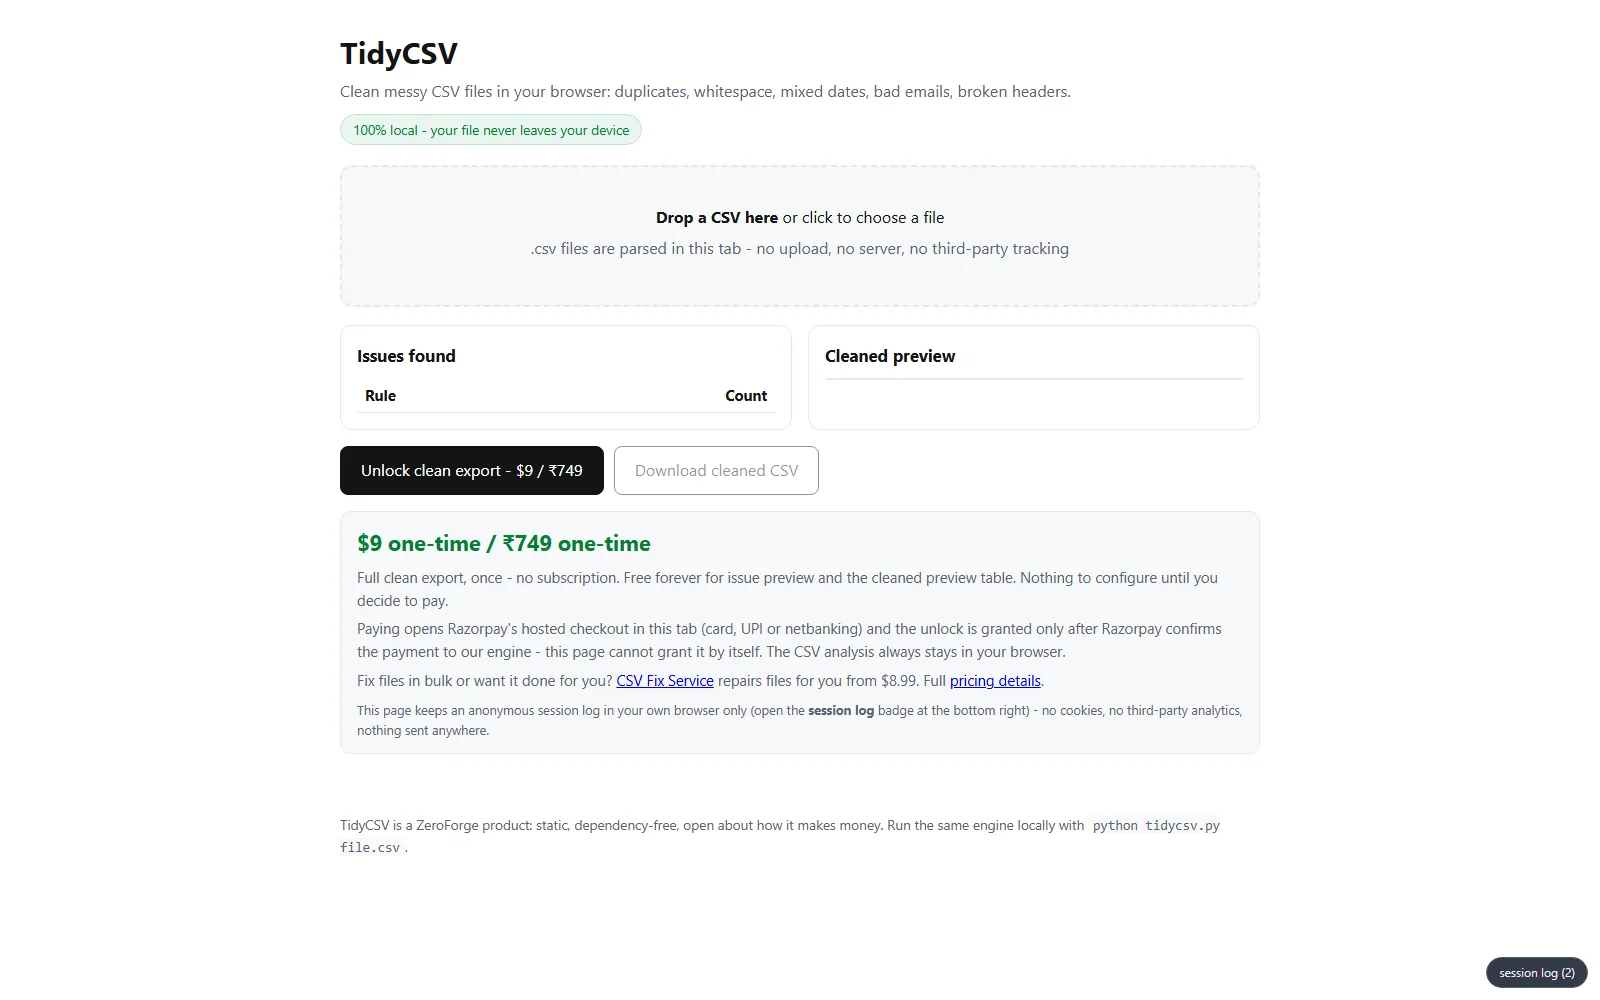 TidyCSV
Clean messy CSV files in your browser: duplicates, whitespace, mixed dates, bad emails, broken headers.
100% local - your file never leaves your device
Drop a CSV here or click to choose a file
.csv files are parsed in this tab - no upload, no server, no third-party tracking
Issues found
Rule Count
Cleaned preview
Unlock clean export - $9 / ₹749
Download cleaned CSV
$9 one-time / ₹749 one-time
Full clean export, once - no subscription. Free forever for issue preview and the cleaned preview table. Nothing to configure until you
decide to pay.
Paying opens Razorpay's hosted checkout in this tab (card, UPI or netbanking) and the unlock is granted only after Razorpay confirms
the payment to our engine - this page cannot grant it by itself. The CSV analysis always stays in your browser.
Fix files in bulk or want it done for you? CSV Fix Service repairs files for you from $8.99. Full pricing details.
This page keeps an anonymous session log in your own browser only (open the session log badge at the bottom right) - no cookies, no third-party analytics,
nothing sent anywhere.
TidyCSV is a ZeroForge product: static, dependency-free, open about how it makes money. Run the same engine locally with python tidycsv.py
file.csv .
session log (2)